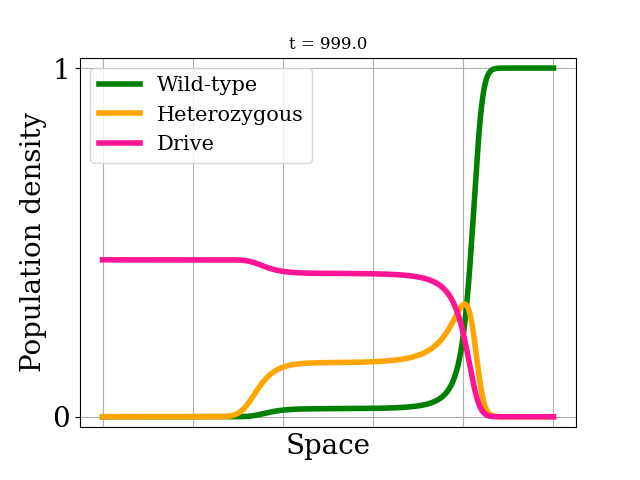 t = 999.0
1
Wild-type
Heterozygous
Drive
Population density
0
Space